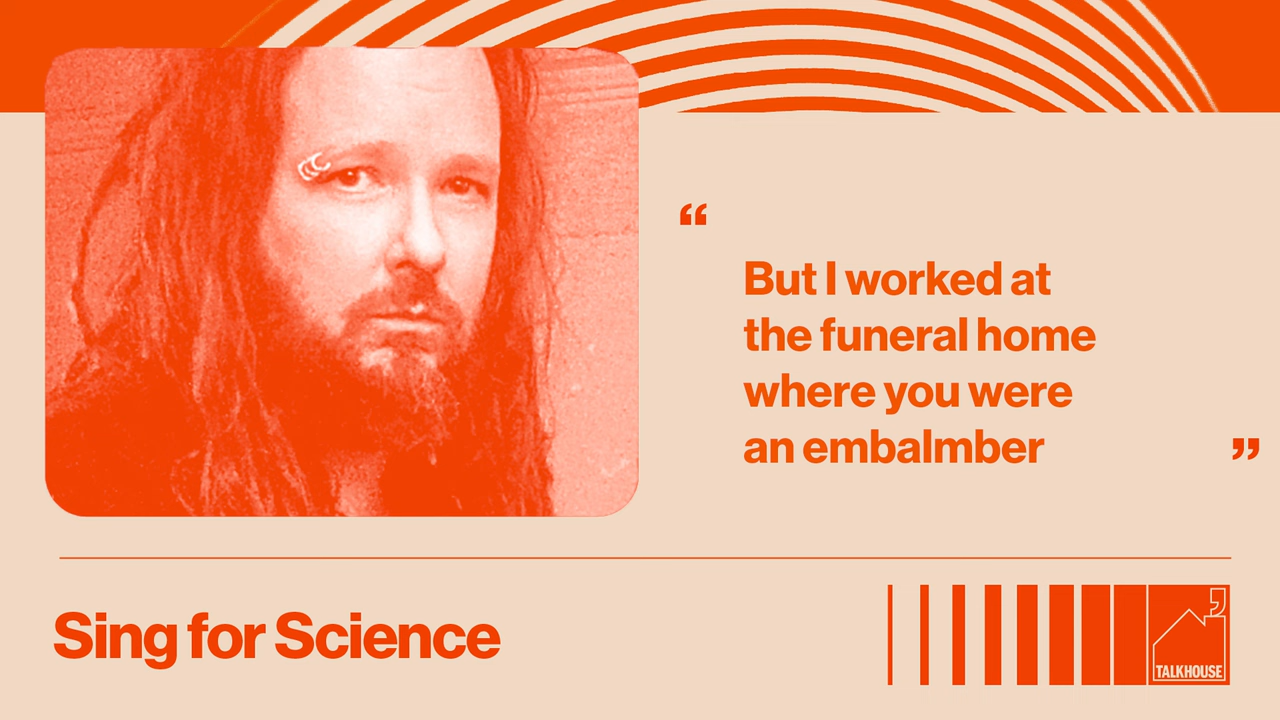 “
But I worked at
the funeral home
where you were
an embalmber
”
Sing for Science
TALKHOUSE